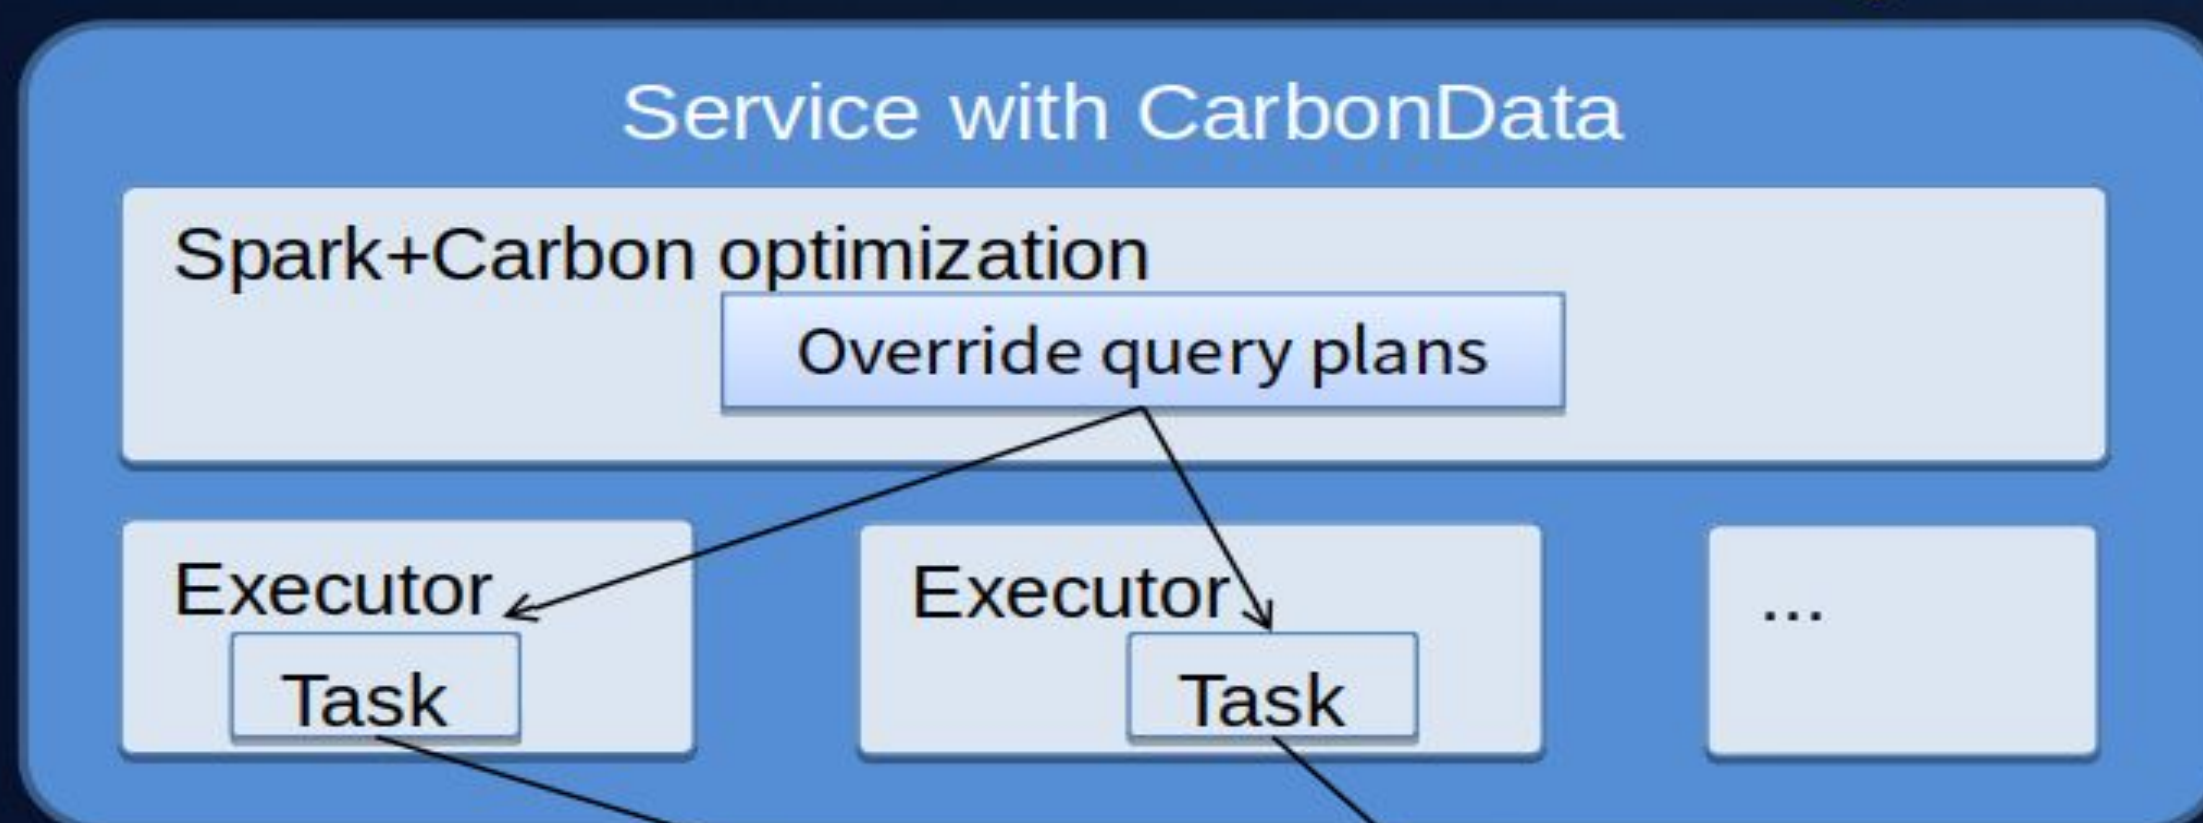 Service with CarbonData
Spark+Carbon optimization
Override query plans
Executor
Task
Executor
Task
...